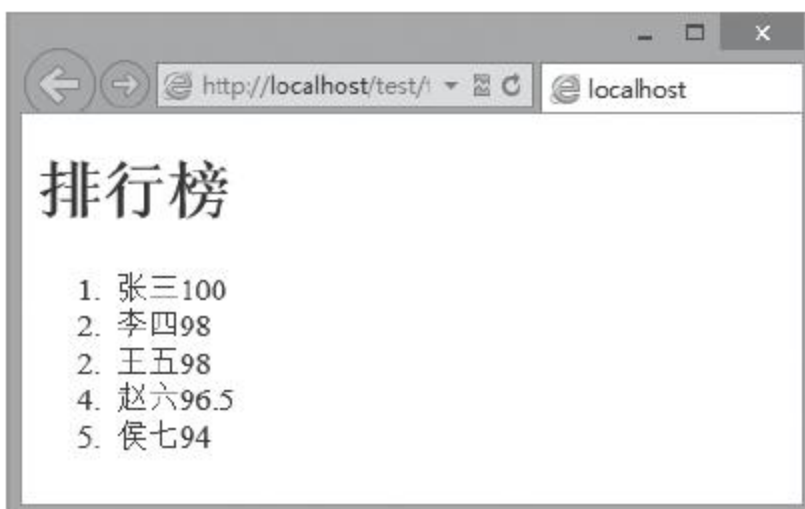 http://localhost/test/
localhost
排行榜
1. 张三100
2. 李四98
2. 王五98
4. 赵六96.5
5. 侯七94